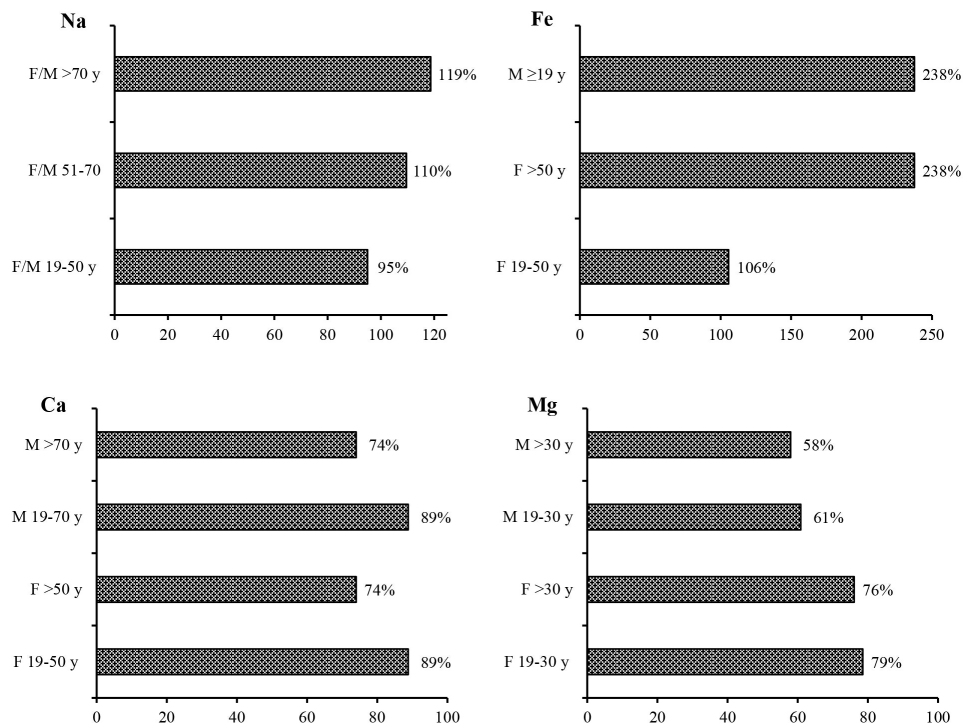 Na
F/M >70 y
119%
F/M 51-70
110%
F/M 19-50 y
95%
0 20 40 60 80 100 120
Fe
M ≥19 y
238%
F >50 y
238%
F 19-50 y
106%
0 50 100 150 200 250
Ca
M >70 y
74%
M 19-70 y
89%
F >50 y
74%
F 19-50 y
89%
0 20 40 60 80 100
Mg
M >30 y
58%
M 19-30 y
61%
F >30 y
76%
F 19-30 y
79%
0 20 40 60 80 100